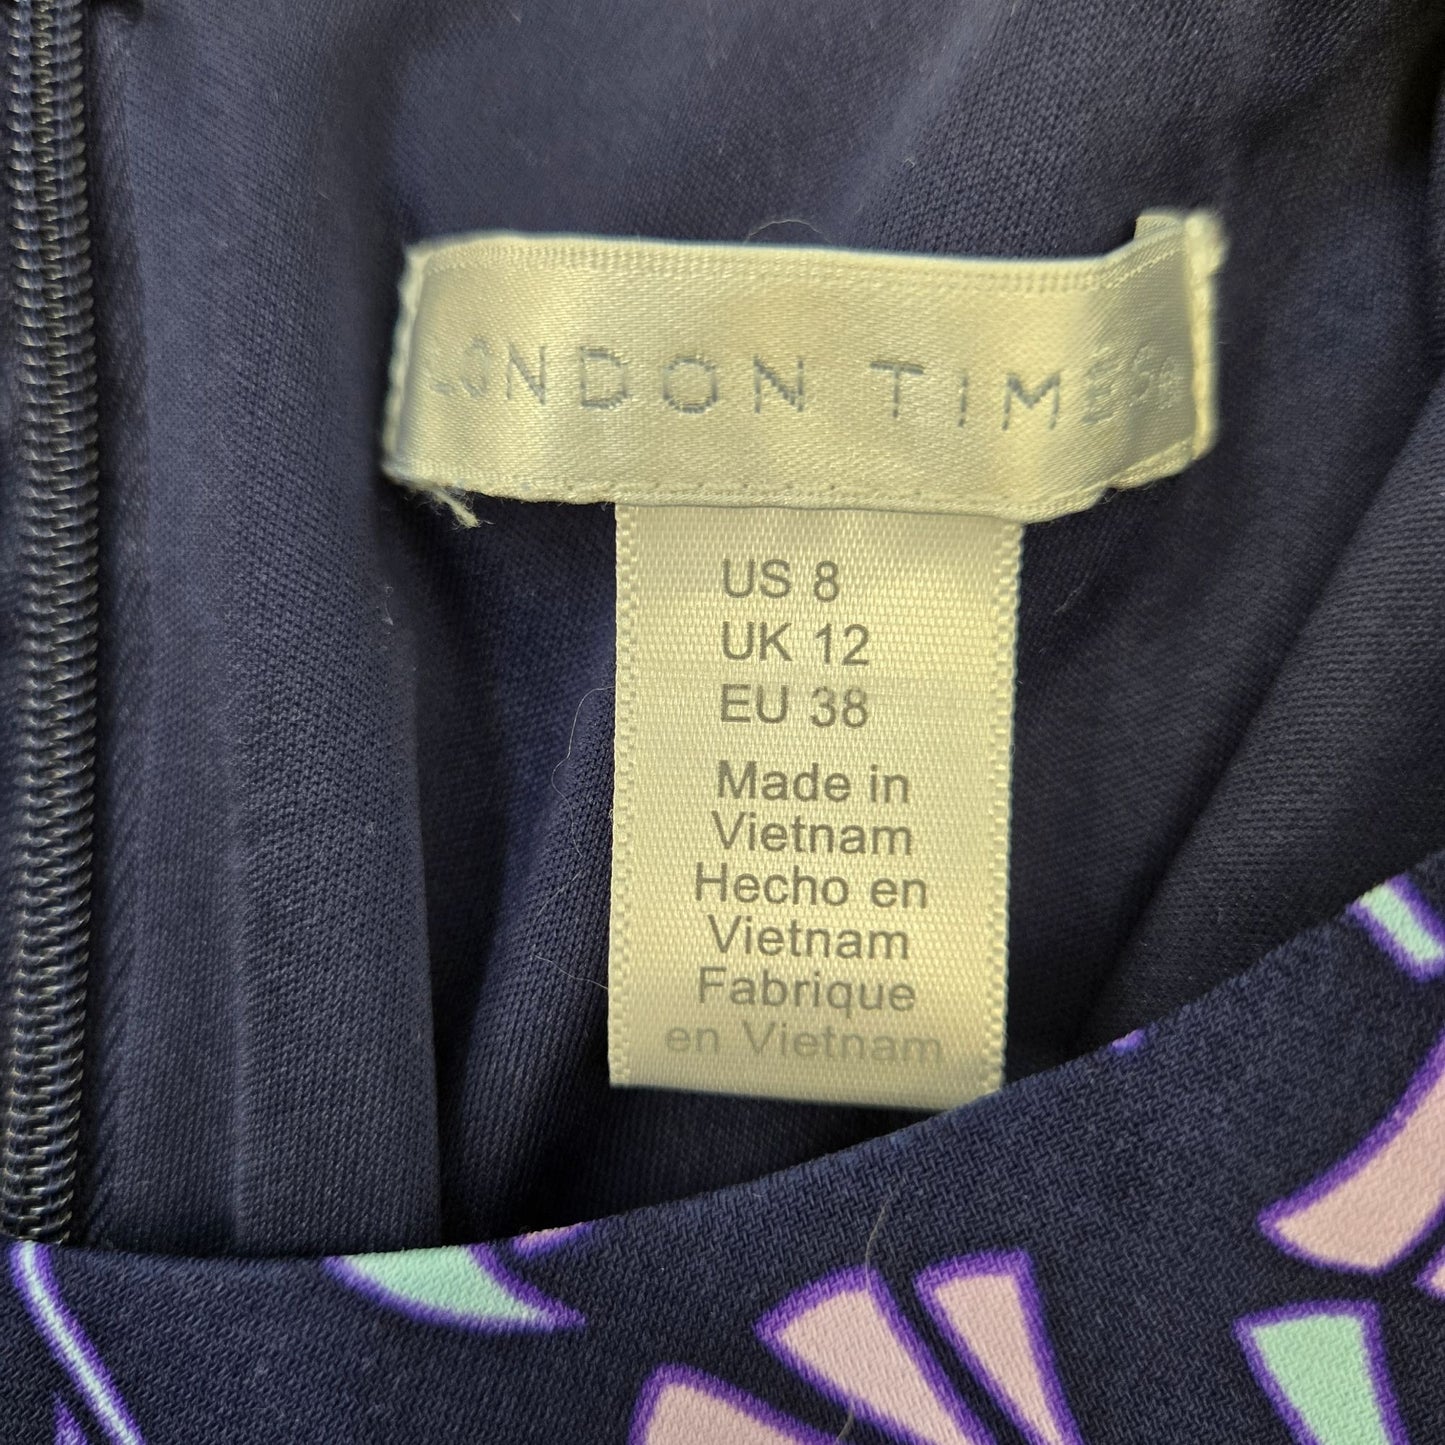 LONDON TIMES
US 8
UK 12
EU 38
Made in
Vietnam
Hecho en
Vietnam
Fabrique
en Vietnam